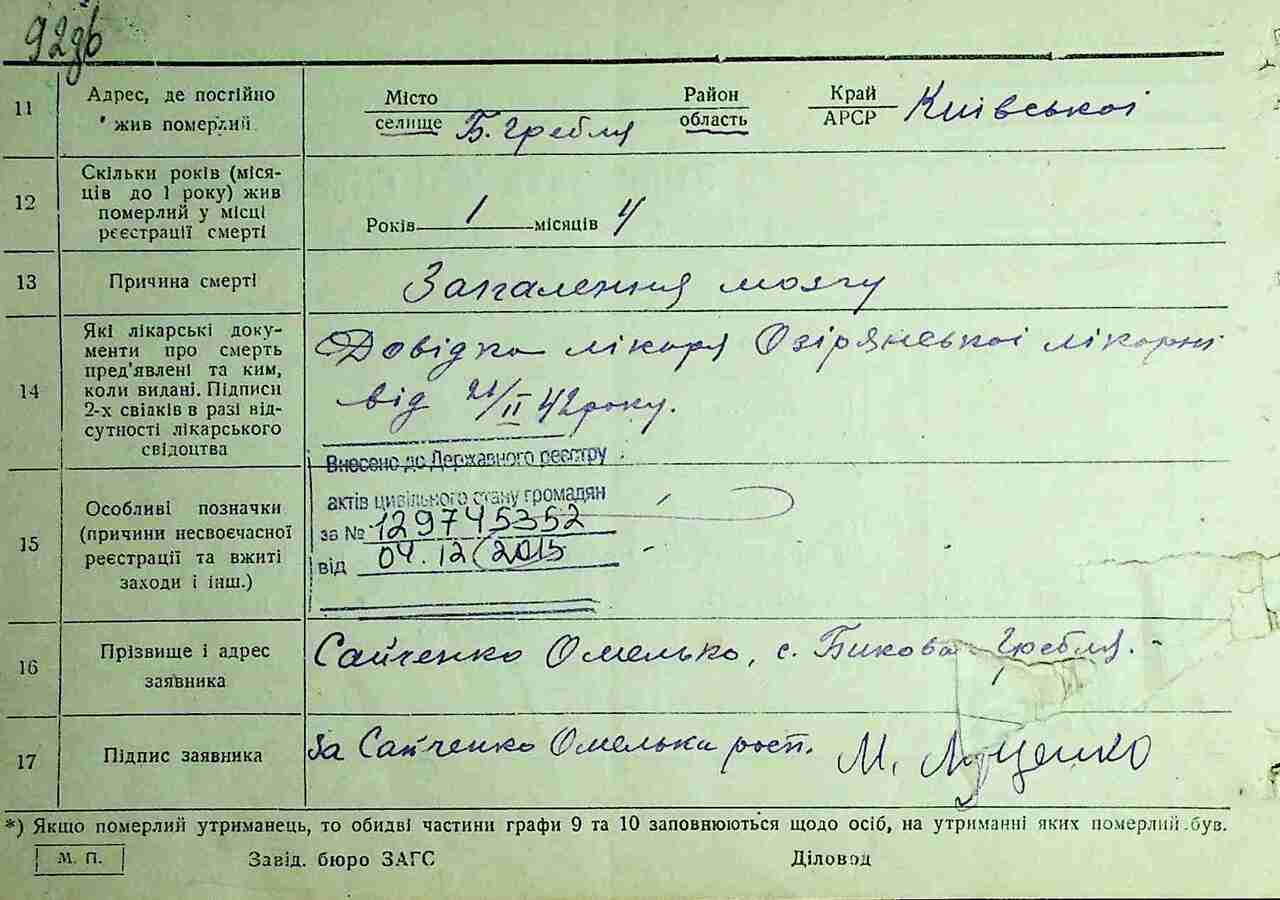 92зв
11 Адрес, де постійно жив померлий Місто селище Б. Гребля Район область Край АРСР Київської
12 Скільки років (міся-
ців до 1 року) жив
померлий у місці
реєстрації смерті
Років 1 місяців 4
13 Причина смерті Запалення мозгу
14 Які лікарські доку-
менти про смерть
пред'явлені та ким,
коли видані. Підписи
2-х свідків в разі від-
сутності лікарського
свідоцтва
Довідка лікаря Озірянської лікарні
від 21/II 42 року.
Внесено до Державного реєстру
актів цивільного стану громадян
за № 129745352
від 04.12.2015
15 Особливі позначки
(причини несвоєчасної
реєстрації та вжиті
заходи і інш.)
16 Прізвище і адрес
заявника
Сайченко Омелько, с. Бикова Гребля.
17 Підпис заявника За Сайченко Омелька росп. М. Луценко
*) Якщо померлий утриманець, то обидві частини графи 9 та 10 заповнюються щодо осіб, на утриманні яких померлий був.
М. П. Завід. бюро ЗАГС Діловод